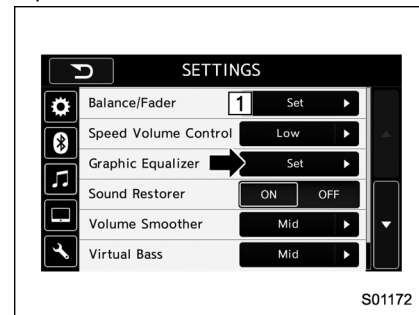 SETTINGS
Balance/Fader 1 Set
Speed Volume Control Low
Graphic Equalizer Set
Sound Restorer ON OFF
Volume Smoother Mid
Virtual Bass Mid
S01172